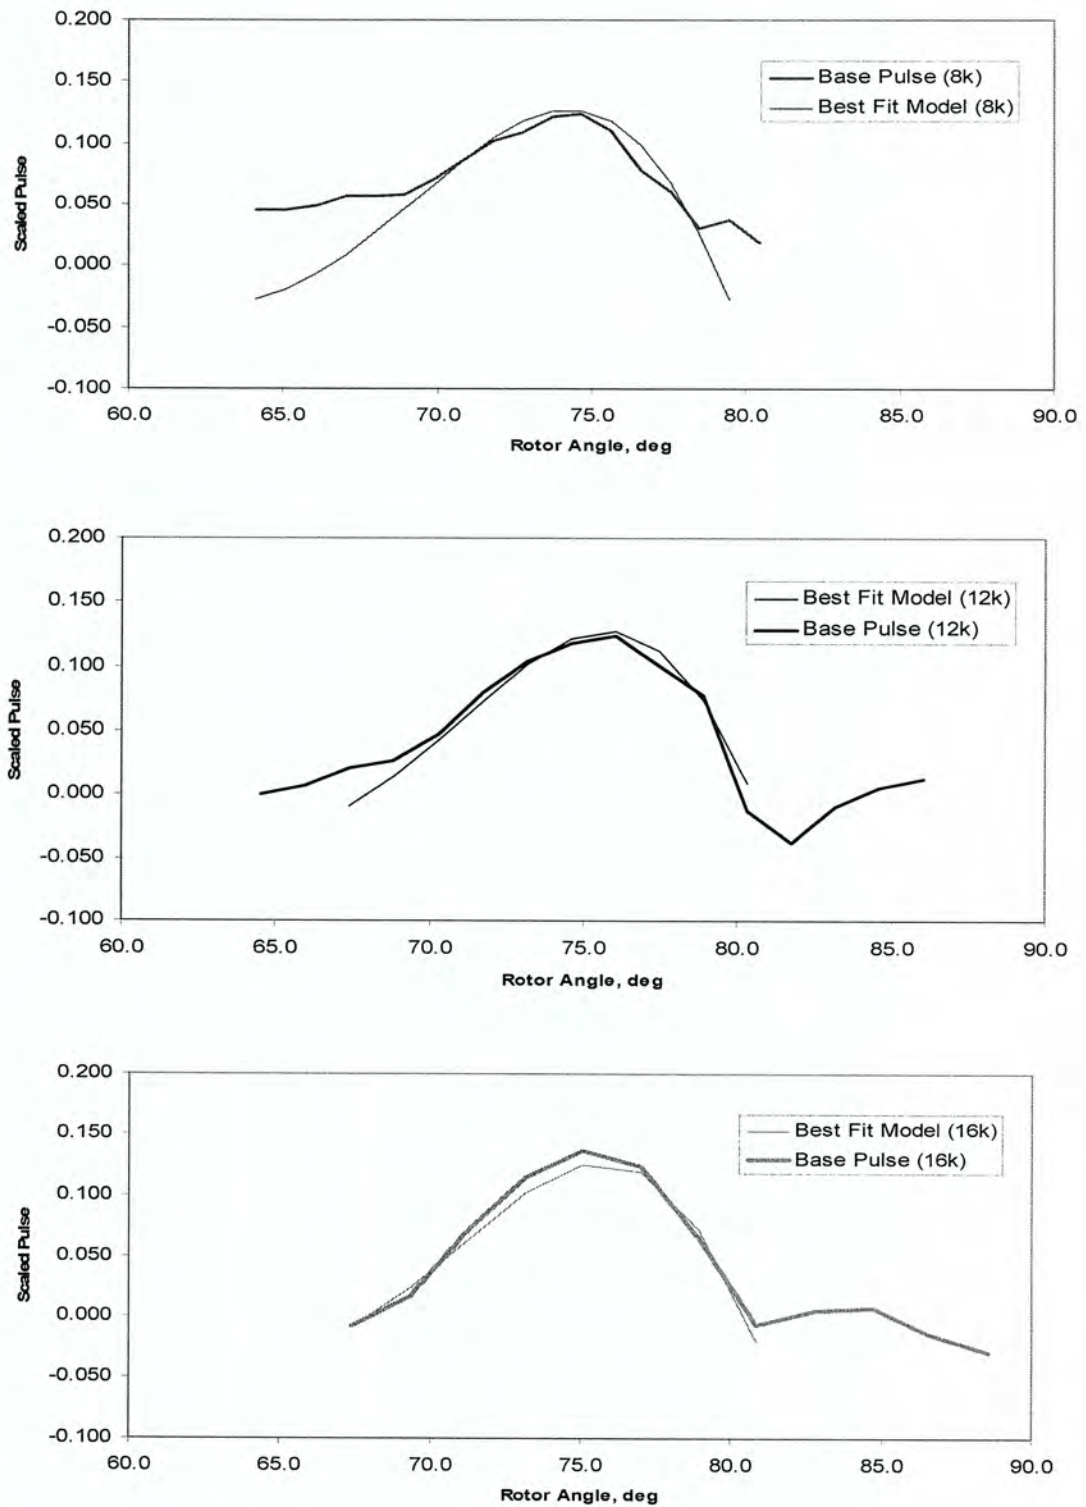 0.200
0.150
0.100
0.050
0.000
-0.050
-0.100
Scaled Pulse
Base Pulse (8k)
Best Fit Model (8k)
60.0 65.0 70.0 75.0 80.0 85.0 90.0
Rotor Angle, deg
0.200
0.150
0.100
0.050
0.000
-0.050
-0.100
Scaled Pulse
Best Fit Model (12k)
Base Pulse (12k)
60.0 65.0 70.0 75.0 80.0 85.0 90.0
Rotor Angle, deg
0.200
0.150
0.100
0.050
0.000
-0.050
-0.100
Scaled Pulse
Best Fit Model (16k)
Base Pulse (16k)
60.0 65.0 70.0 75.0 80.0 85.0 90.0
Rotor Angle, deg